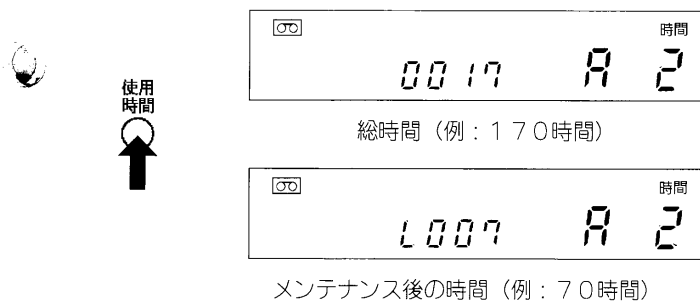 時間
0017 A 2
使用
時間
総時間（例：１７０時間）
時間
L007 A 2
メンテナンス後の時間（例：７０時間）